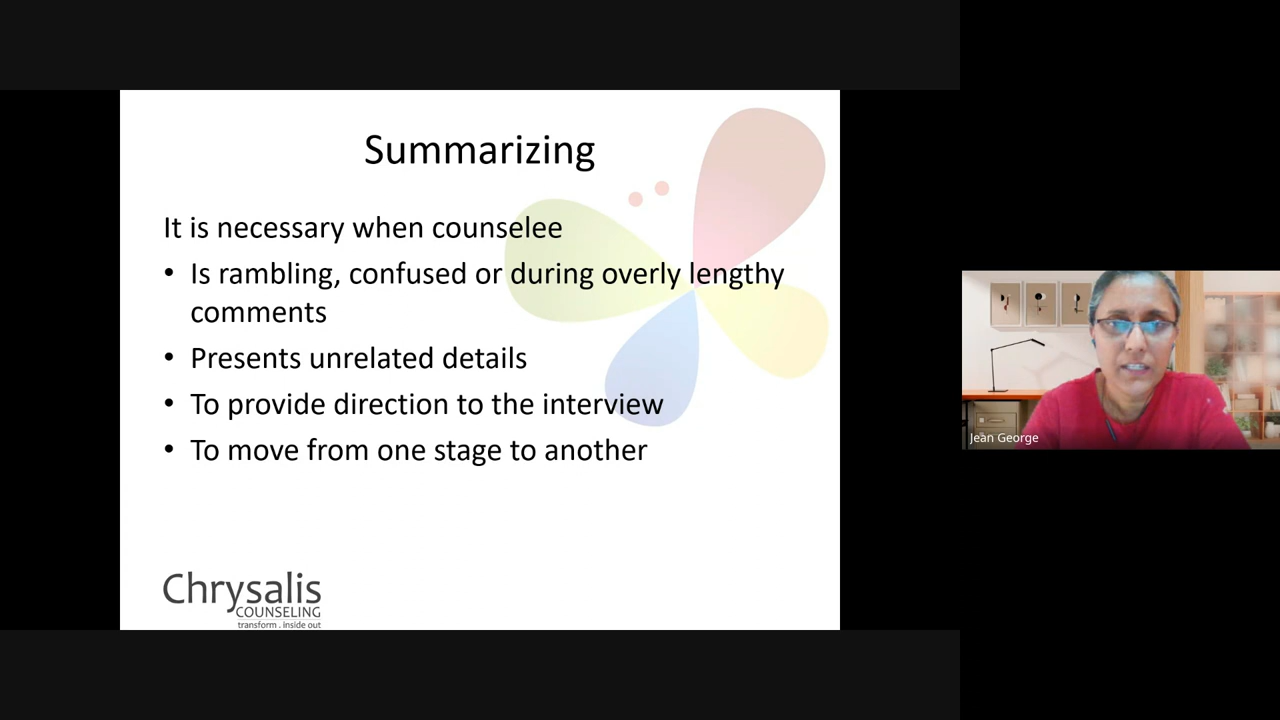 Summarizing
It is necessary when counselee
• Is rambling, confused or during overly lengthy
comments
• Presents unrelated details
• To provide direction to the interview
• To move from one stage to another
Chrysalis
COUNSELING
transform . inside out
Jean George